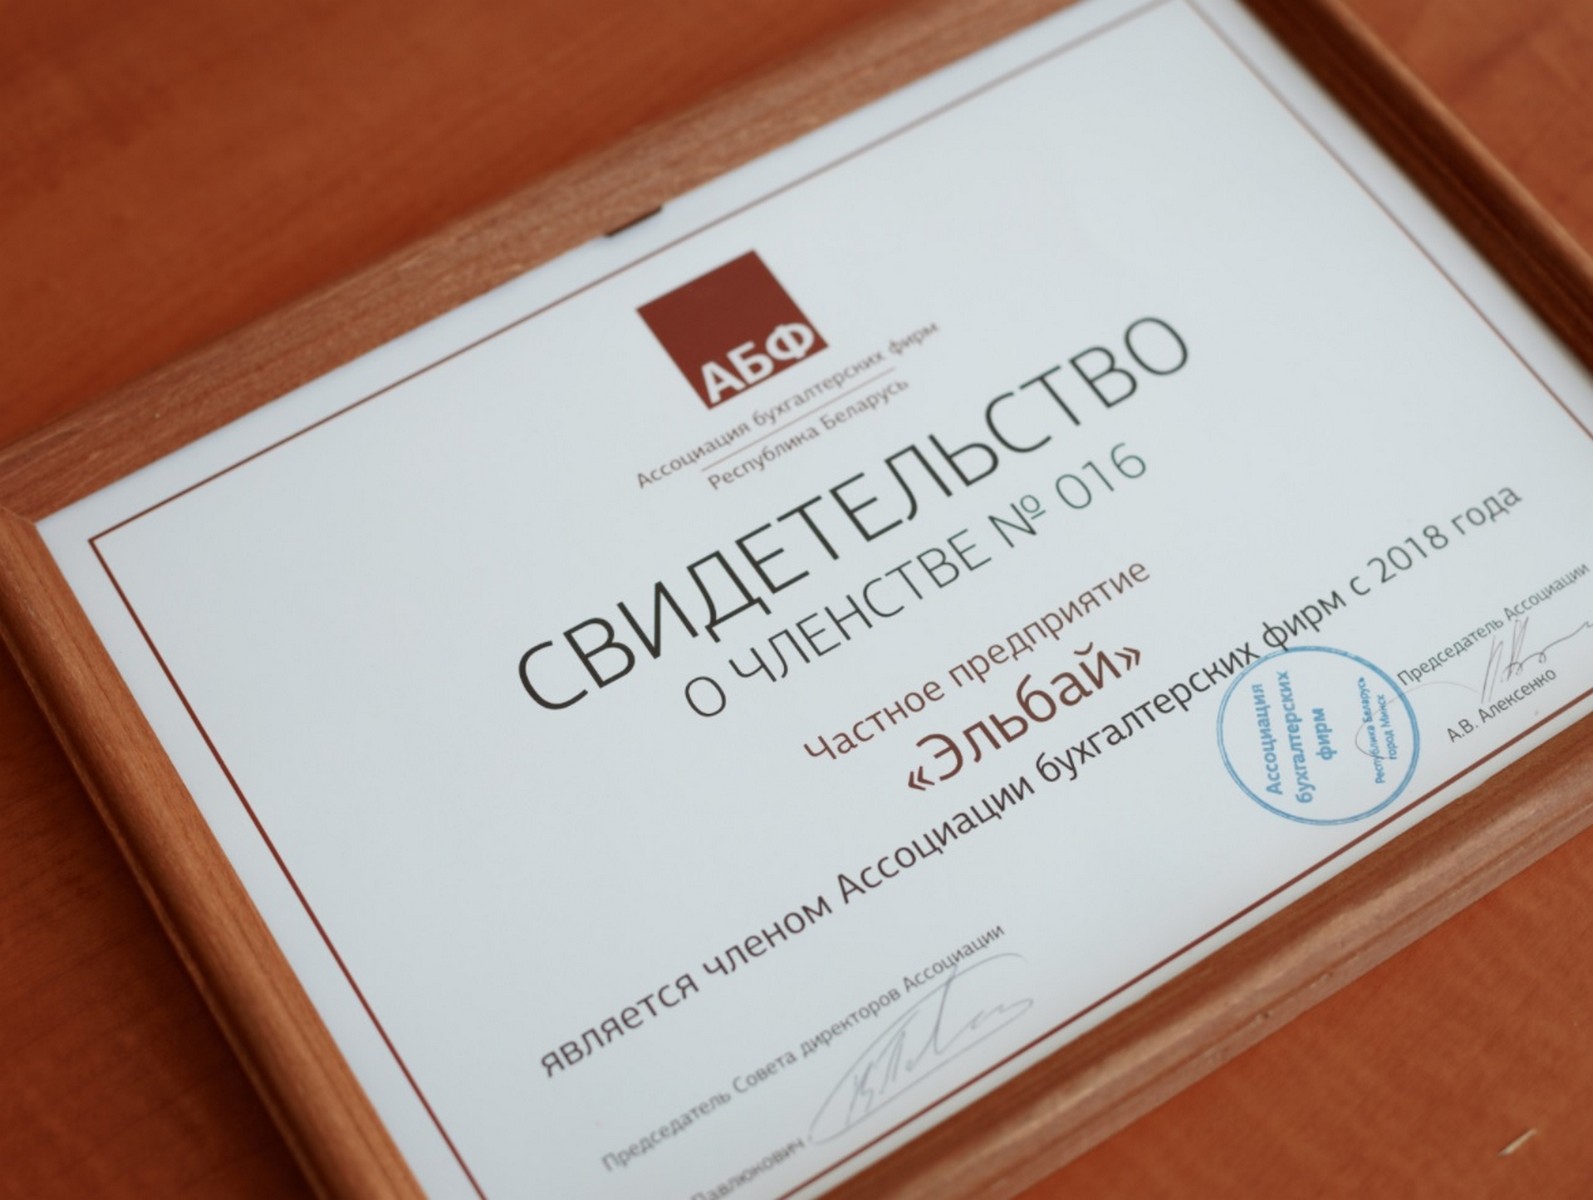 АБФ
Ассоциация бухгалтерских фирм
Республика Беларусь
СВИДЕТЕЛЬСТВО
О ЧЛЕНСТВЕ № 016
Частное предприятие
«Эльбай»
является членом Ассоциации бухгалтерских фирм с 2018 года
Председатель Совета директоров Ассоциации
Павлюкович
Председатель Ассоциации
А.В. Алексенко
Ассоциация
бухгалтерских
фирм
Республика Беларусь
город Минск